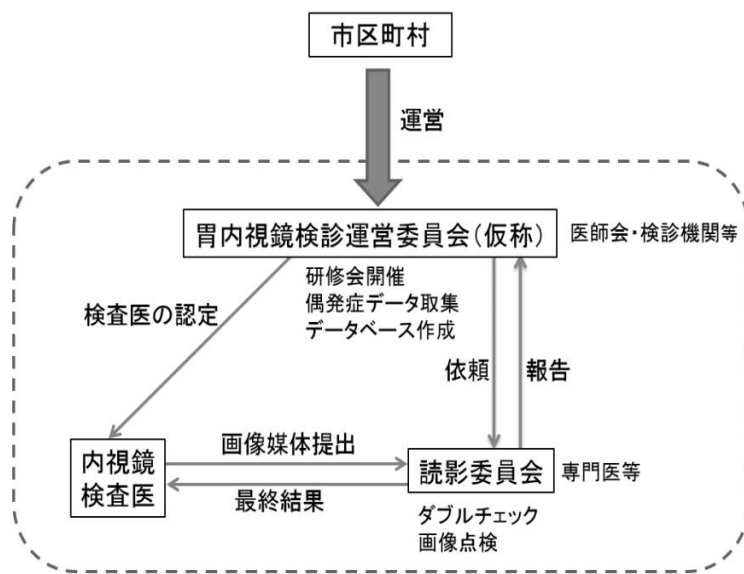 市区町村
運営
胃内視鏡検診運営委員会(仮称)
医師会・検診機関等
研修会開催
偶発症データ取集
データベース作成
検査医の認定
依頼
報告
内視鏡
検査医
画像媒体提出
最終結果
読影委員会
専門医等
ダブルチェック
画像点検